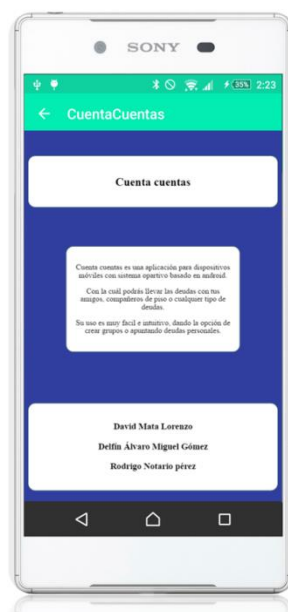 SONY
35% 2:23
CuentaCuentas
Cuenta cuentas
Cuenta cuentas es una aplicación para dispositivos
móviles con sistema opartivo basado en android.
Con la cuál podrás llevar las deudas con tus
amigos, compañeros de piso o cualquier tipo de
deudas.
Su uso es muy fácil e intuitivo, dando la opción de
crear grupos o apuntando deudas personales.
David Mata Lorenzo
Delfín Álvaro Miguel Gómez
Rodrigo Notario pérez